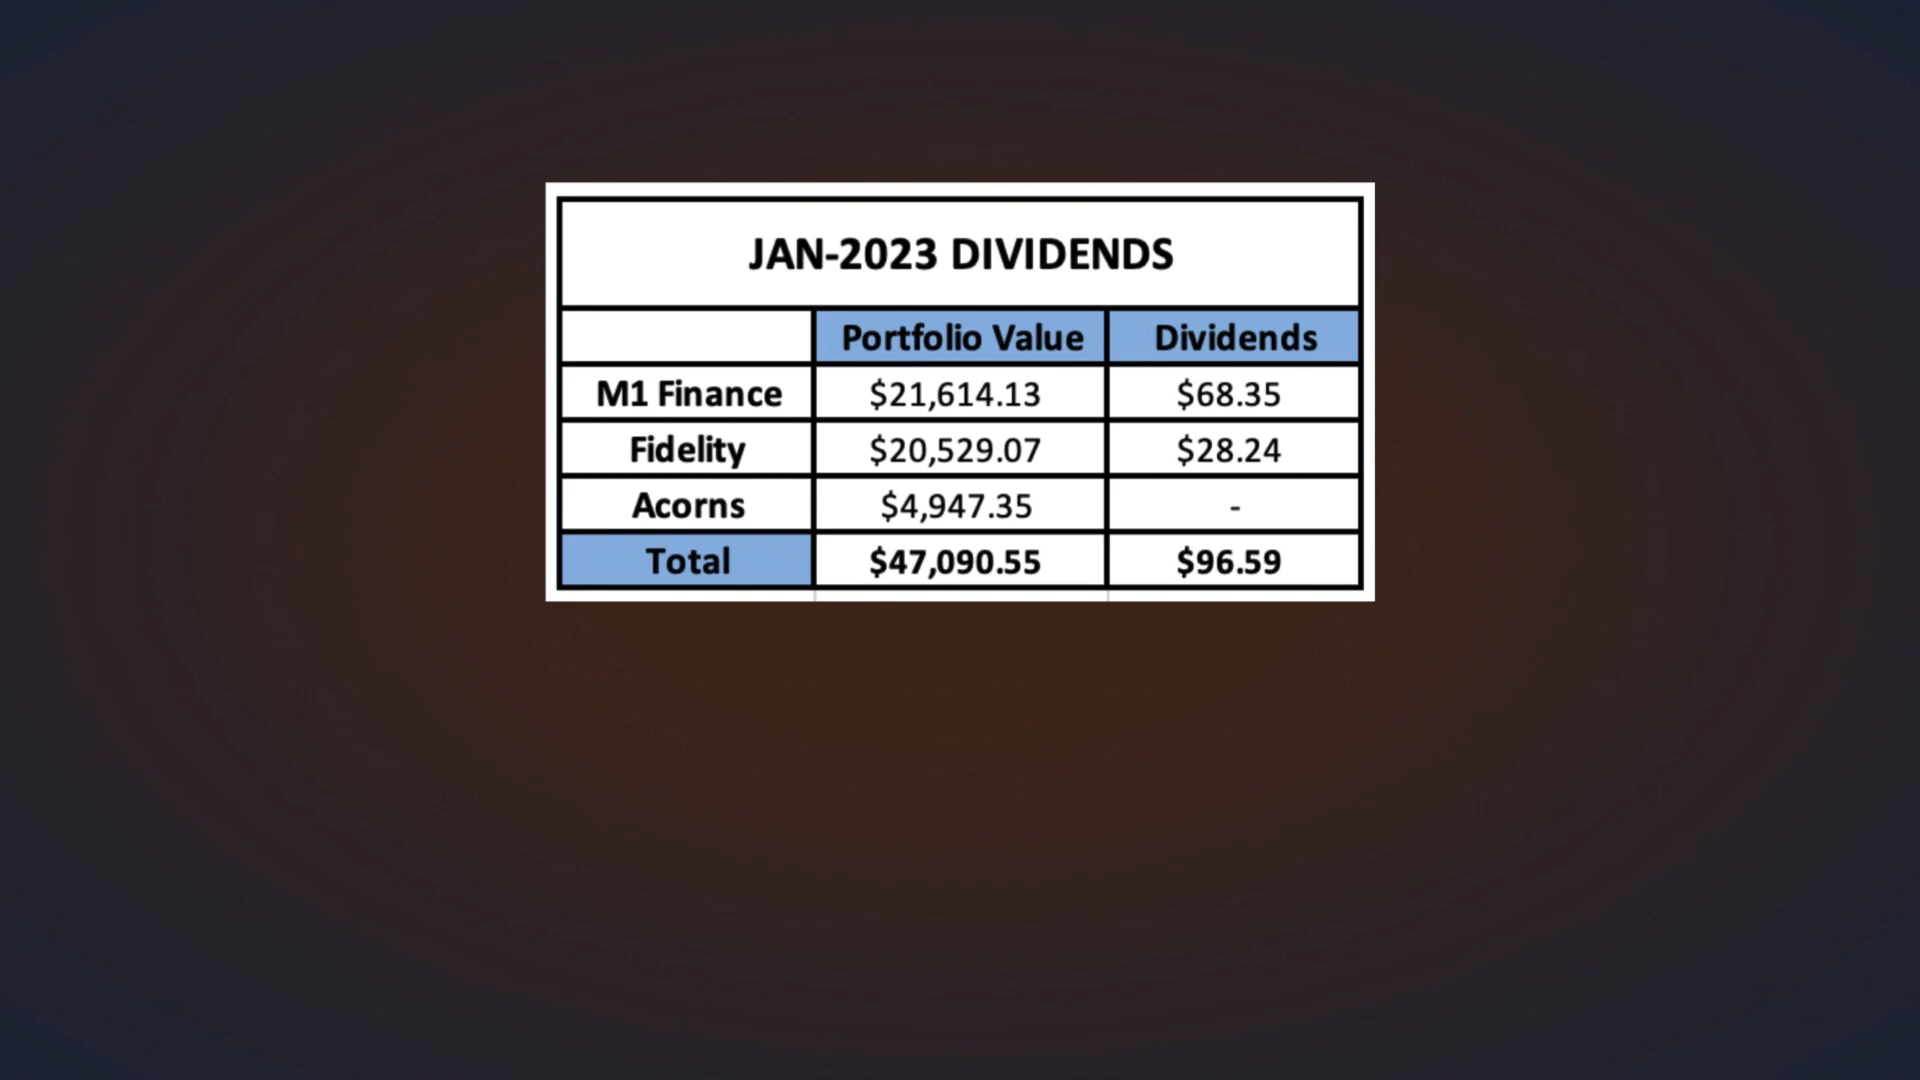 JAN-2023 DIVIDENDS
Portfolio Value Dividends
M1 Finance $21,614.13 $68.35
Fidelity $20,529.07 $28.24
Acorns $4,947.35 -
Total $47,090.55 $96.59